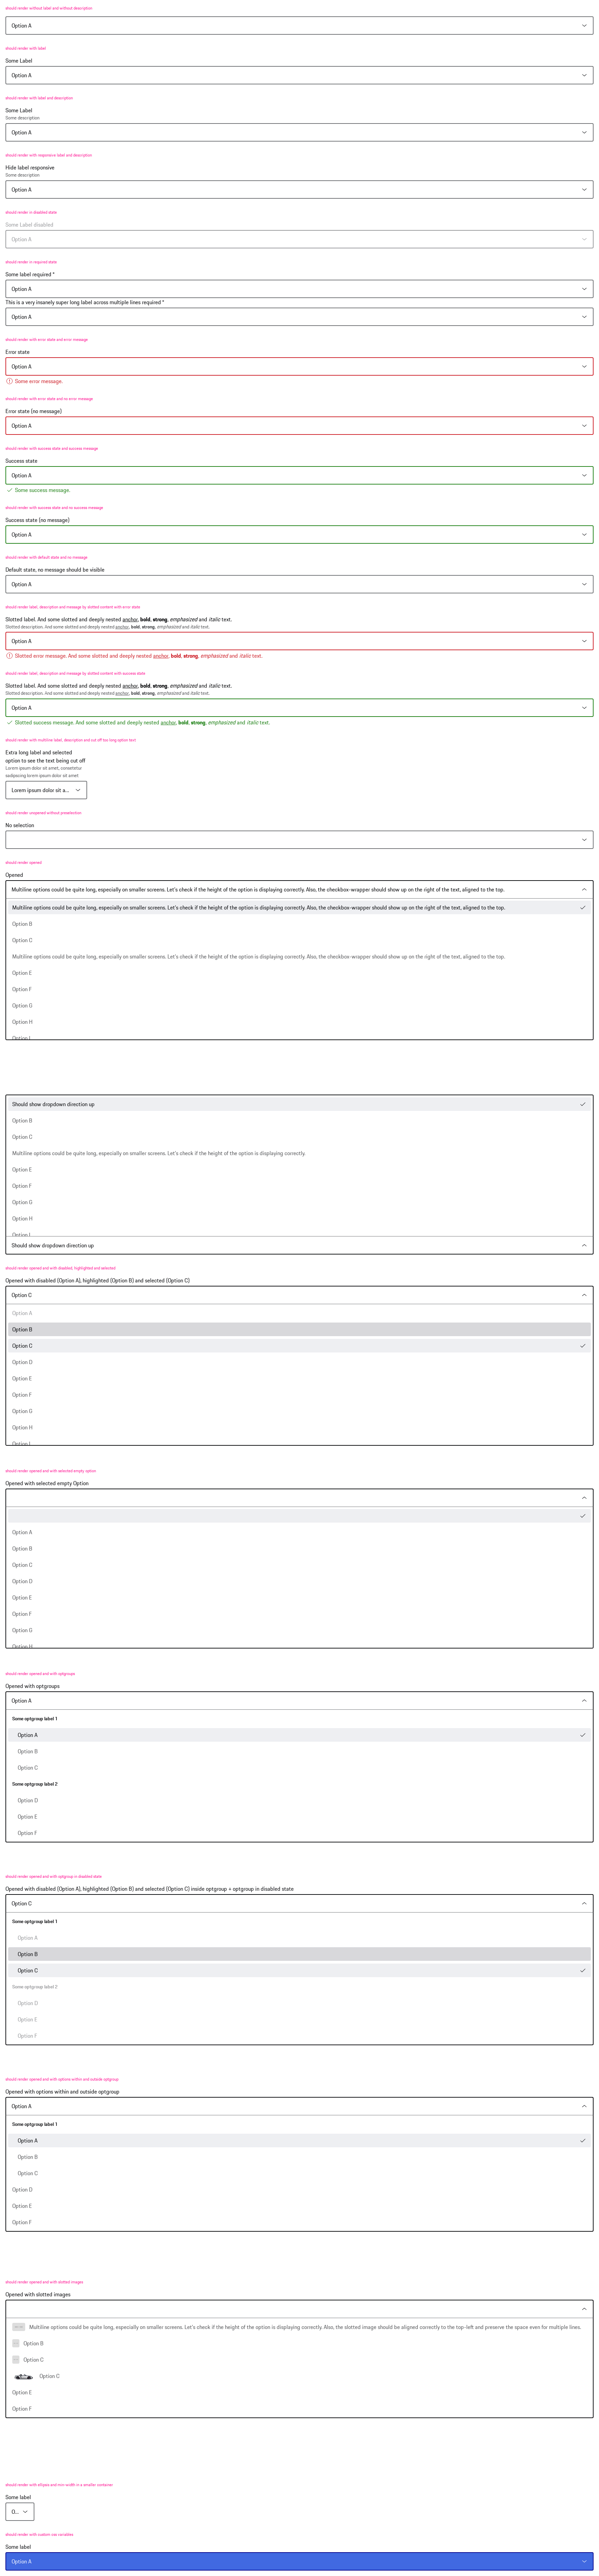 should render without label and without description
Option A
should render with label
Some Label
Option A
should render with label and description
Some Label
Some description
Option A
should render with responsive label and description
Hide label responsive
Some description
Option A
should render in disabled state
Some Label disabled
Option A
should render in required state
Some label required *
Option A
This is a very insanely super long label across multiple lines required *
Option A
should render with error state and error message
Error state
Option A
Some error message.
should render with error state and no error message
Error state (no message)
Option A
should render with success state and success message
Success state
Option A
Some success message.
should render with success state and no success message
Success state (no message)
Option A
should render with default state and no message
Default state, no message should be visible
Option A
should render label, description and message by slotted content with error state
Slotted label. And some slotted and deeply nested anchor, bold, strong, emphasized and italic text.
Slotted description. And some slotted and deeply nested anchor, bold, strong, emphasized and italic text.
Option A
Slotted error message. And some slotted and deeply nested anchor, bold, strong, emphasized and italic text.
should render label, description and message by slotted content with success state
Slotted label. And some slotted and deeply nested anchor, bold, strong, emphasized and italic text.
Slotted description. And some slotted and deeply nested anchor, bold, strong, emphasized and italic text.
Option A
Slotted success message. And some slotted and deeply nested anchor, bold, strong, emphasized and italic text.
should render with multiline label, description and cut off too long option text
Extra long label and selected
option to see the text being cut off
Lorem ipsum dolor sit amet, consetetur
sadipscing lorem ipsum dolor sit amet
Lorem ipsum dolor sit a...
should render unopened without preselection
No selection
should render opened
Opened
Multiline options could be quite long, especially on smaller screens. Let's check if the height of the option is displaying correctly. Also, the checkbox-wrapper should show up on the right of the text, aligned to the top.
Multiline options could be quite long, especially on smaller screens. Let's check if the height of the option is displaying correctly. Also, the checkbox-wrapper should show up on the right of the text, aligned to the top.
Option B
Option C
Multiline options could be quite long, especially on smaller screens. Let's check if the height of the option is displaying correctly. Also, the checkbox-wrapper should show up on the right of the text, aligned to the top.
Option E
Option F
Option G
Option H
Option I
Should show dropdown direction up
Option B
Option C
Multiline options could be quite long, especially on smaller screens. Let's check if the height of the option is displaying correctly.
Option E
Option F
Option G
Option H
Option I
Should show dropdown direction up
should render opened and with disabled, highlighted and selected
Opened with disabled (Option A), highlighted (Option B) and selected (Option C)
Option C
Option A
Option B
Option C
Option D
Option E
Option F
Option G
Option H
Option I
should render opened and with selected empty option
Opened with selected empty Option
Option A
Option B
Option C
Option D
Option E
Option F
Option G
Option H
should render opened and with optgroups
Opened with optgroups
Option A
Some optgroup label 1
Option A
Option B
Option C
Some optgroup label 2
Option D
Option E
Option F
should render opened and with optgroup in disabled state
Opened with disabled (Option A), highlighted (Option B) and selected (Option C) inside optgroup > optgroup in disabled state
Option C
Some optgroup label 1
Option A
Option B
Option C
Some optgroup label 2
Option D
Option E
Option F
should render opened and with options within and outside optgroup
Opened with options within and outside optgroup
Option A
Some optgroup label 1
Option A
Option B
Option C
Option D
Option E
Option F
should render opened and with slotted images
Opened with slotted images
Multiline options could be quite long, especially on smaller screens. Let's check if the height of the option is displaying correctly. Also, the slotted image should be aligned correctly to the top-left and preserve the space even for multiple lines.
Option B
Option C
Option C
Option E
Option F
should render with ellipsis and min-width in a smaller container
Some label
O...
should render with custom css variables
Some label
Option A